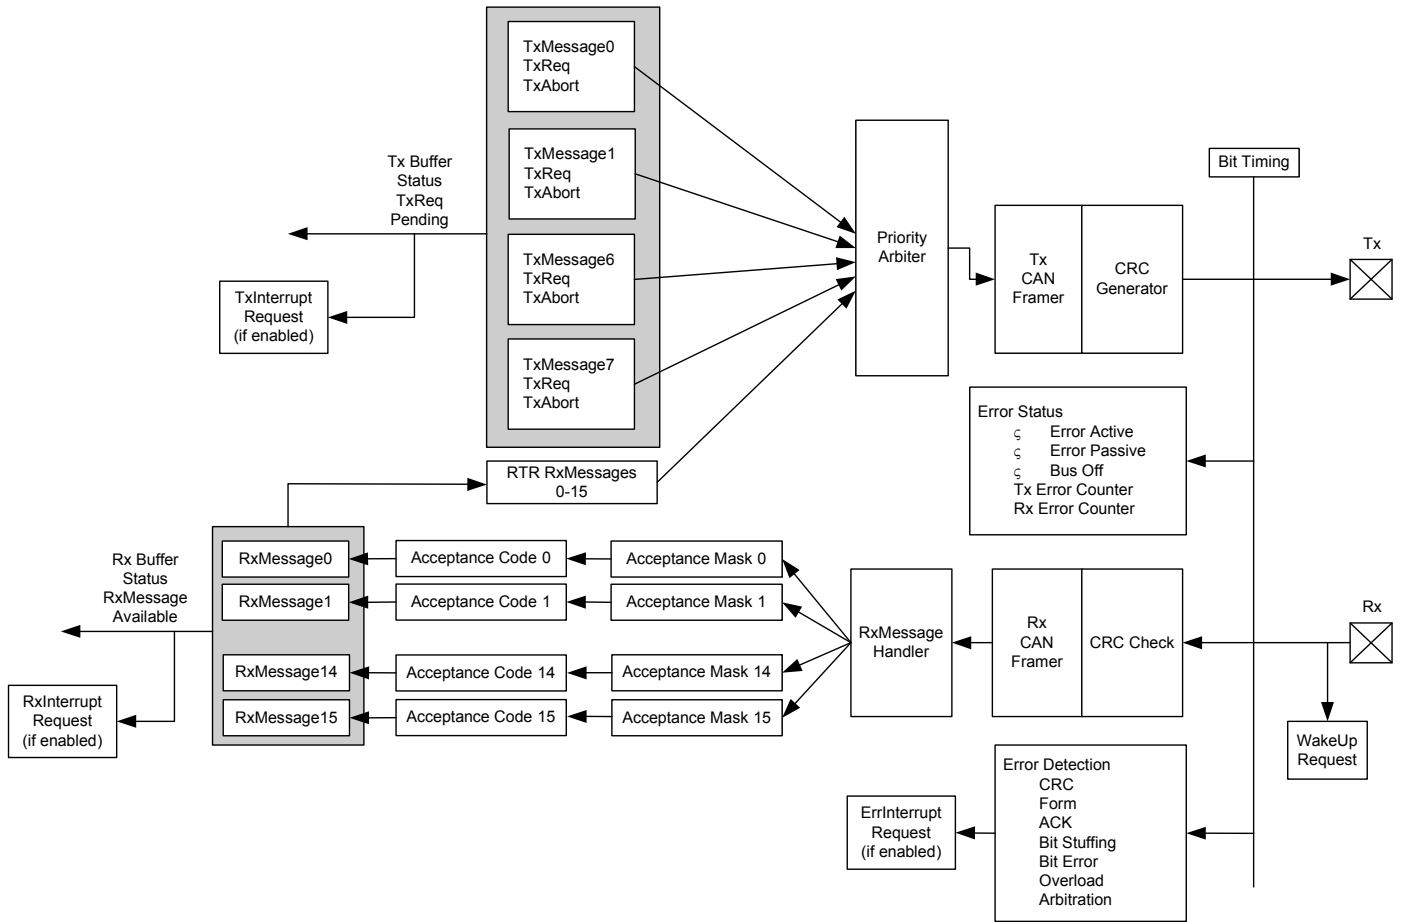 TxMessage0
TxReq
TxAbort
TxMessage1
TxReq
TxAbort
TxMessage6
TxReq
TxAbort
TxMessage7
TxReq
TxAbort
Tx Buffer
Status
TxReq
Pending
TxInterrupt
Request
(if enabled)
Priority
Arbiter
Tx
CAN
Framer
CRC
Generator
Bit Timing
Tx
Error Status
ς Error Active
ς Error Passive
ς Bus Off
Tx Error Counter
Rx Error Counter
RTR RxMessages
0-15
Rx Buffer
Status
RxMessage
Available
RxInterrupt
Request
(if enabled)
RxMessage0
Acceptance Code 0
Acceptance Mask 0
RxMessage1
Acceptance Code 1
Acceptance Mask 1
RxMessage14
Acceptance Code 14
Acceptance Mask 14
RxMessage15
Acceptance Code 15
Acceptance Mask 15
RxMessage
Handler
Rx
CAN
Framer
CRC Check
Rx
WakeUp
Request
ErrInterrupt
Request
(if enabled)
Error Detection
CRC
Form
ACK
Bit Stuffing
Bit Error
Overload
Arbitration